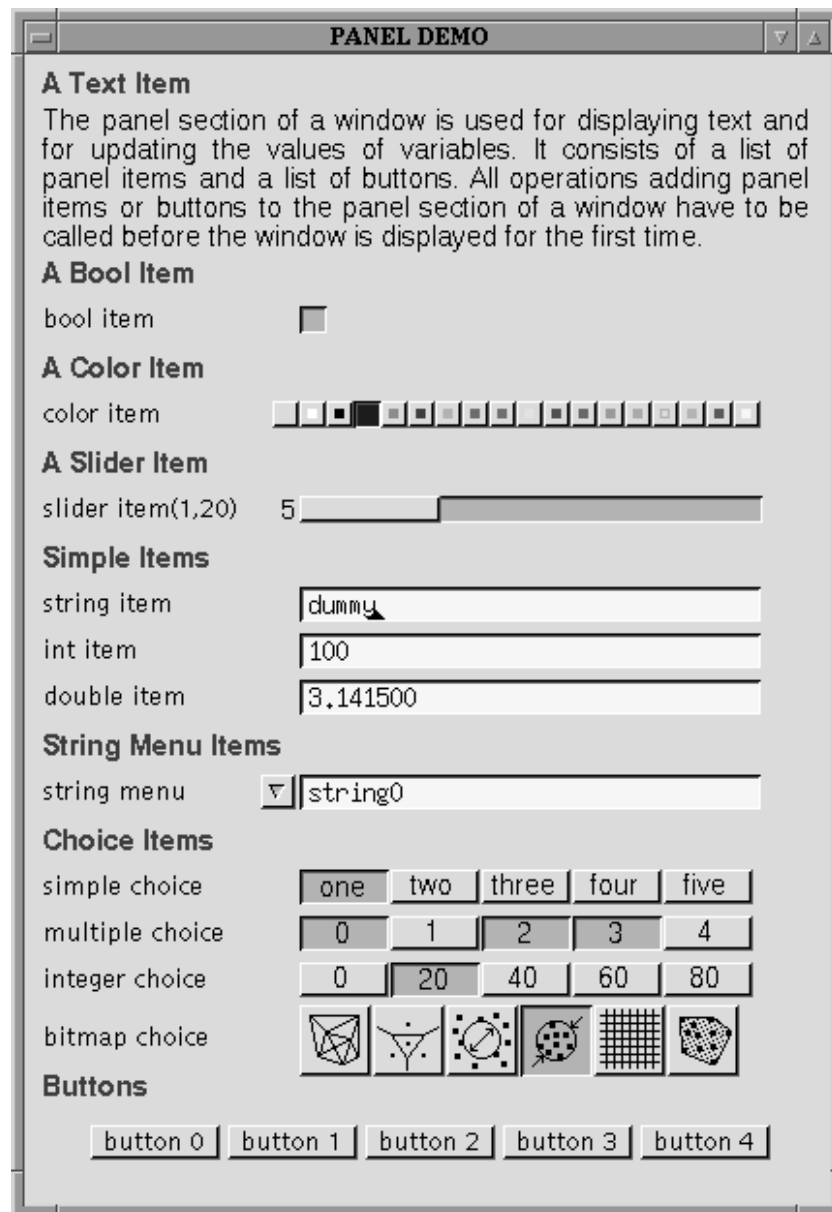 PANEL DEMO
A Text Item
The panel section of a window is used for displaying text and
for updating the values of variables. It consists of a list of
panel items and a list of buttons. All operations adding panel
items or buttons to the panel section of a window have to be
called before the window is displayed for the first time.
A Bool Item
bool item
A Color Item
color item
A Slider Item
slider item(1,20) 5
Simple Items
string item dummy
int item 100
double item 3.141500
String Menu Items
string menu string0
Choice Items
simple choice one two three four five
multiple choice 0 1 2 3 4
integer choice 0 20 40 60 80
bitmap choice
Buttons
button 0 button 1 button 2 button 3 button 4